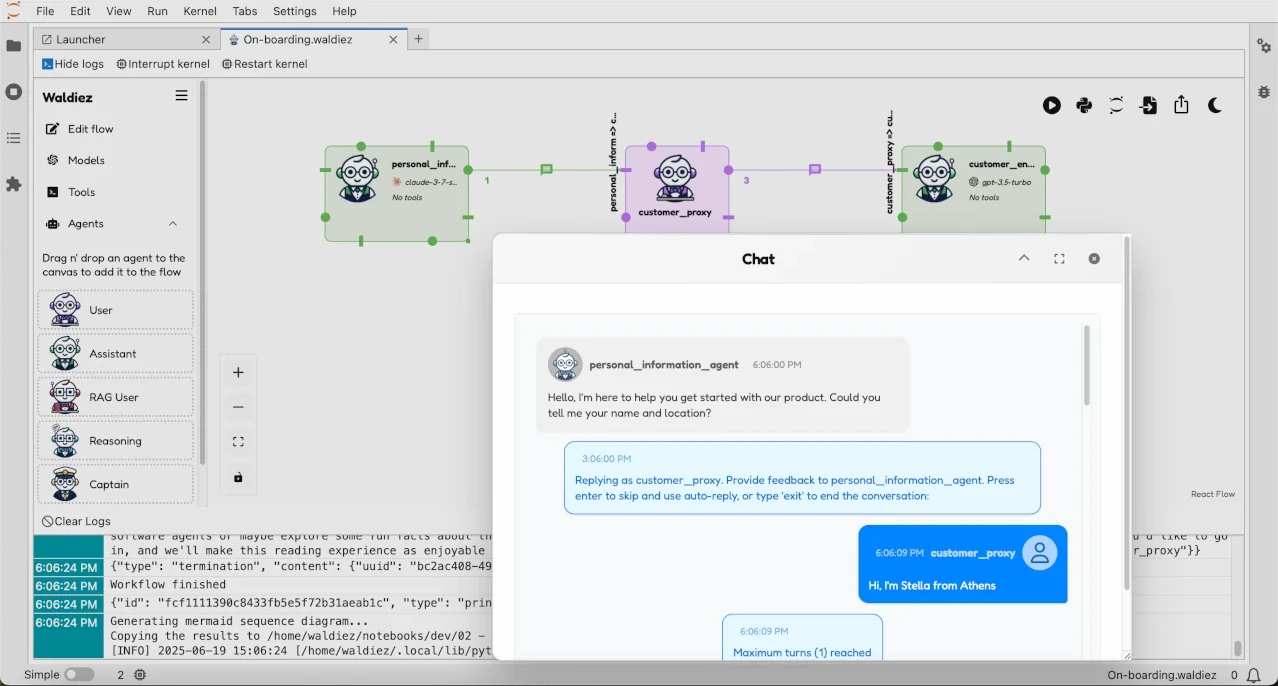 File Edit View Run Kernel Tabs Settings Help
Launcher
On-boarding.waldiez
Hide logs Interrupt kernel Restart kernel
Waldiez
Edit flow
Models
Tools
Agents
Drag n' drop an agent to the
canvas to add it to the flow
User
Assistant
RAG User
Reasoning
Captain
personal_inf...
claude-3-7-s...
No tools
1
personal_inform => c...
customer_proxy
3
customer_proxy => cu...
customer_en...
gpt-3.5-turbo
No tools
React Flow
Chat
personal_information_agent 6:06:00 PM
Hello, I'm here to help you get started with our product. Could you
tell me your name and location?
3:06:00 PM
Replying as customer_proxy. Provide feedback to personal_information_agent. Press
enter to skip and use auto-reply, or type 'exit' to end the conversation:
6:06:09 PM customer_proxy
Hi, I'm Stella from Athens
6:06:09 PM
Maximum turns (1) reached
Clear Logs
software agents or maybe explore some fun facts about
in, and we'll make this reading experience as enjoyable
6:06:24 PM {"type": "termination", "content": {"uuid": "bc2ac408-49
6:06:24 PM Workflow finished
6:06:24 PM {"id": "fcf1111390c8433fb5e5f72b31aeab1c", "type": "prin
6:06:24 PM Generating mermaid sequence diagram...
Copying the results to /home/waldiez/notebooks/dev/02 -
[INFO] 2025-06-19 15:06:24 [/home/waldiez/.local/lib/pyt
like to go
r_proxy"}}
Simple 2
On-boarding.waldiez 0